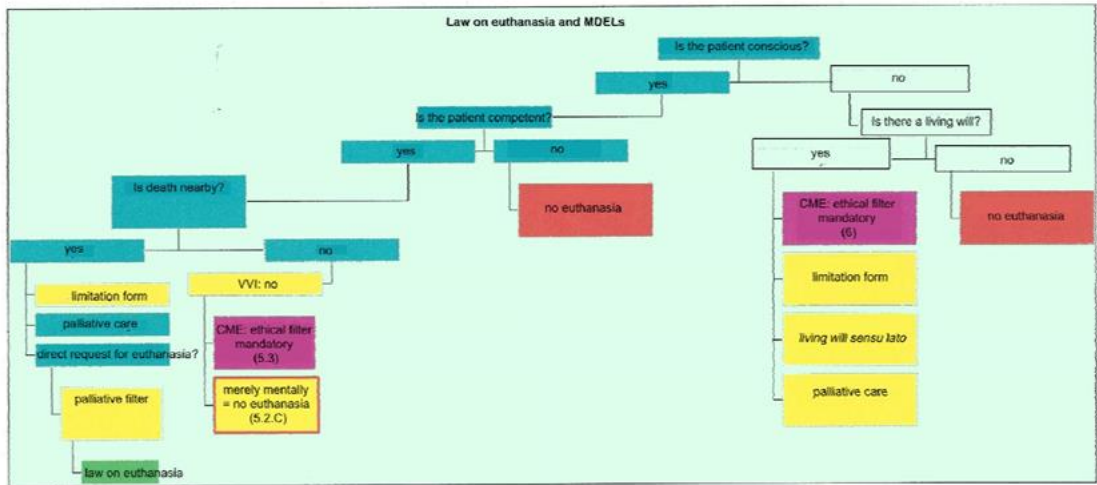 Law on euthanasia and MDELs
Is the patient conscious?
yes
no
Is the patient competent?
Is there a living will?
yes
no
yes
no
Is death nearby?
no euthanasia
CME: ethical filter
mandatory
(6)
no euthanasia
yes
no
limitation form
VVI: no
limitation form
palliative care
CME: ethical filter
mandatory
(5.3)
direct request for euthanasia?
living will sensu lato
palliative filter
merely mentally
= no euthanasia
(5.2.C)
palliative care
law on euthanasia